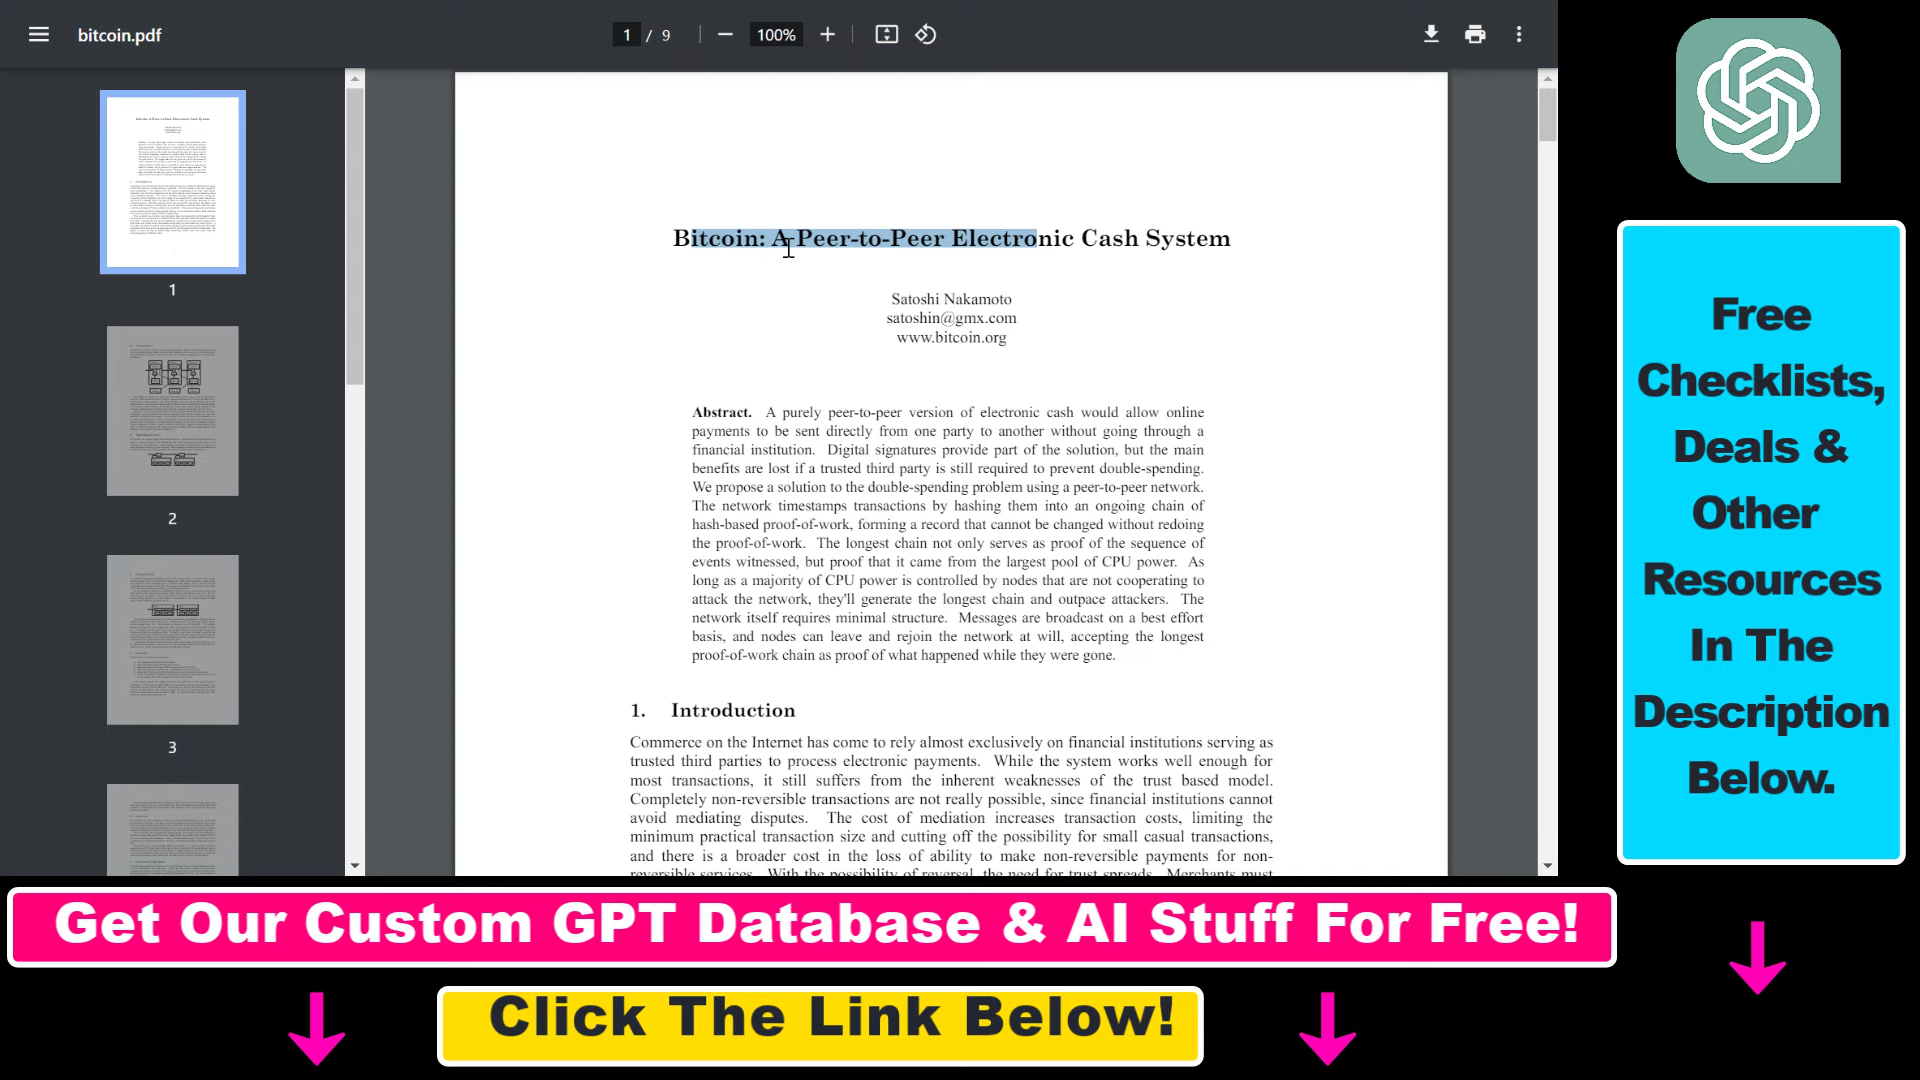 bitcoin.pdf
1 / 9
100%
1
2
3
Bitcoin: A Peer-to-Peer Electronic Cash System
Satoshi Nakamoto
satoshin@gmx.com
www.bitcoin.org
Abstract. A purely peer-to-peer version of electronic cash would allow online
payments to be sent directly from one party to another without going through a
financial institution. Digital signatures provide part of the solution, but the main
benefits are lost if a trusted third party is still required to prevent double-spending.
We propose a solution to the double-spending problem using a peer-to-peer network.
The network timestamps transactions by hashing them into an ongoing chain of
hash-based proof-of-work, forming a record that cannot be changed without redoing
the proof-of-work. The longest chain not only serves as proof of the sequence of
events witnessed, but proof that it came from the largest pool of CPU power. As
long as a majority of CPU power is controlled by nodes that are not cooperating to
attack the network, they'll generate the longest chain and outpace attackers. The
network itself requires minimal structure. Messages are broadcast on a best effort
basis, and nodes can leave and rejoin the network at will, accepting the longest
proof-of-work chain as proof of what happened while they were gone.
1. Introduction
Commerce on the Internet has come to rely almost exclusively on financial institutions serving as
trusted third parties to process electronic payments. While the system works well enough for
most transactions, it still suffers from the inherent weaknesses of the trust based model.
Completely non-reversible transactions are not really possible, since financial institutions cannot
avoid mediating disputes. The cost of mediation increases transaction costs, limiting the
minimum practical transaction size and cutting off the possibility for small casual transactions,
and there is a broader cost in the loss of ability to make non-reversible payments for non-
reversible services. With the possibility of reversal, the need for trust spreads. Merchants must
Free
Checklists,
Deals &
Other
Resources
In The
Description
Below.
Get Our Custom GPT Database & AI Stuff For Free!
Click The Link Below!